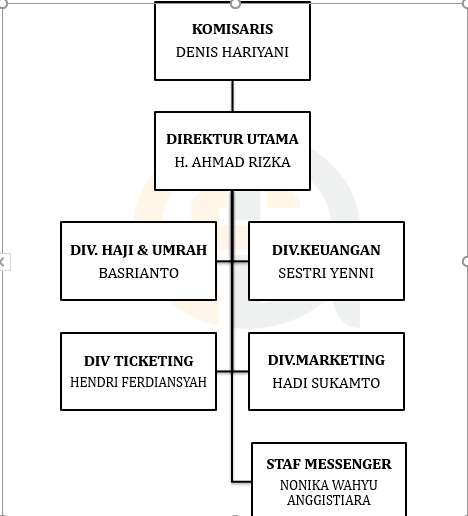 KOMISARIS
DENIS HARIYANI
DIREKTUR UTAMA
H. AHMAD RIZKA
DIV. HAJI & UMRAH
BASRIANTO
DIV.KEUANGAN
SESTRI YENNI
DIV TICKETING
HENDRI FERDIANSYAH
DIV.MARKETING
HADI SUKAMTO
STAF MESSENGER
NONIKA WAHYU
ANGGISTIARA